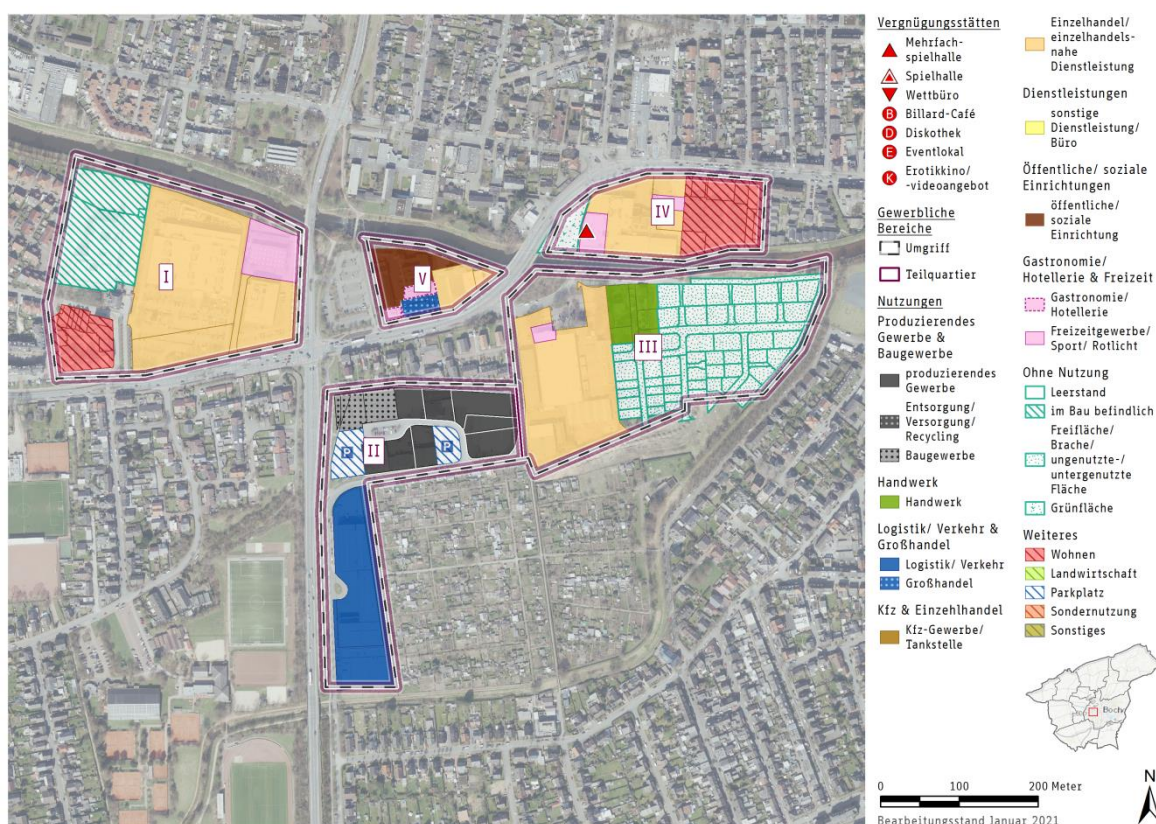 I
V
IV
III
P
P
II
Vergnügungsstätten
Mehrfach-
spielhalle
Spielhalle
Wettbüro
B Billard-Café
D Diskothek
E Eventlokal
K Erotikkino/
-videoangebot
Gewerbliche
Bereiche
Umgriff
Teilquartier
Nutzungen
Produzierendes
Gewerbe &
Baugewerbe
produzierendes
Gewerbe
Entsorgung/
Versorgung/
Recycling
Baugewerbe
Handwerk
Handwerk
Logistik/ Verkehr &
Großhandel
Logistik/ Verkehr
Großhandel
Kfz & Einzehlhandel
Kfz-Gewerbe/
Tankstelle
Einzelhandel/
einzelhandels-
nahe
Dienstleistung
Dienstleistungen
sonstige
Dienstleistung/
Büro
Öffentliche/ soziale
Einrichtungen
öffentliche/
soziale
Einrichtung
Gastronomie/
Hotellerie & Freizeit
Gastronomie/
Hotellerie
Freizeitgewerbe/
Sport/ Rotlicht
Ohne Nutzung
Leerstand
im Bau befindlich
Freifläche/
Brache/
ungenutzte-/
untergenutzte
Fläche
Grünfläche
Weiteres
Wohnen
Landwirtschaft
Parkplatz
Sondernutzung
Sonstiges
0 100 200 Meter
N
Bearbeitungsstand Januar 2021